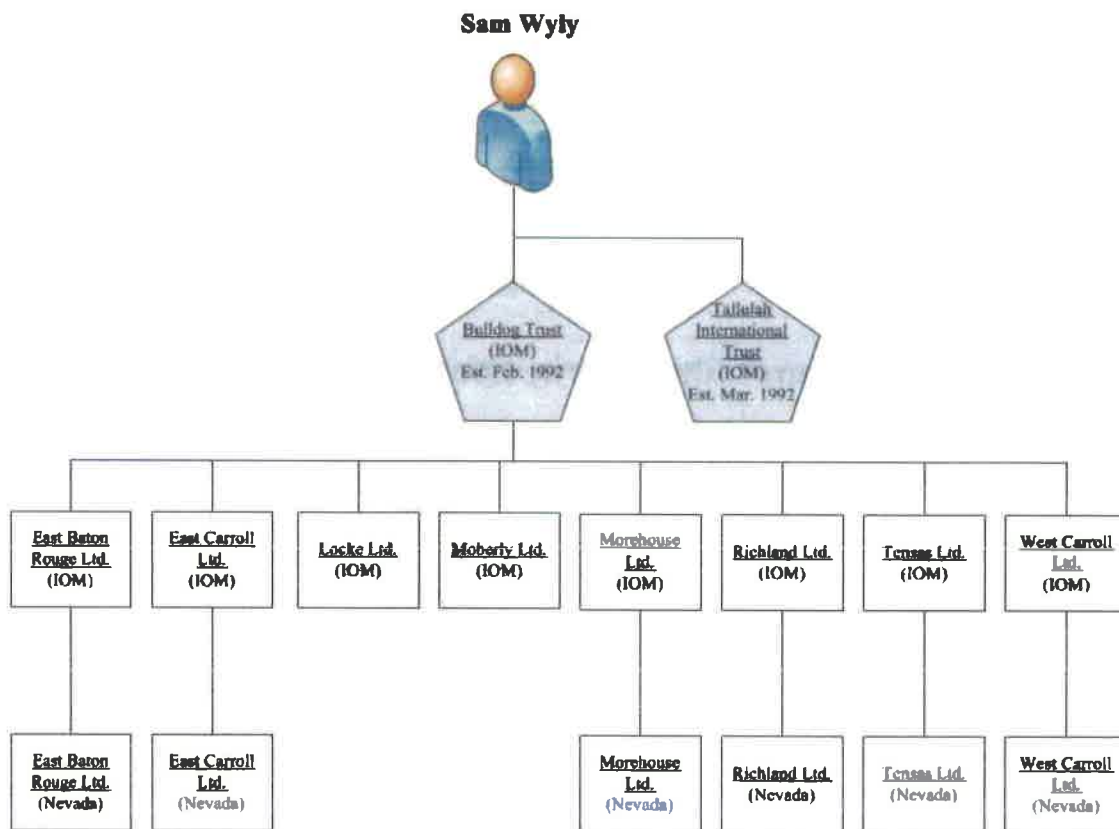 Sam Wyly
Bulldog Trust
(IOM)
Est. Feb. 1992
Tallulah
International
Trust
(IOM)
Est. Mar. 1992
East Baton
Rouge Ltd.
(IOM)
East Carroll
Ltd.
(IOM)
Locke Ltd.
(IOM)
Moberly Ltd.
(IOM)
Morehouse
Ltd.
(IOM)
Richland Ltd.
(IOM)
Tensas Ltd.
(IOM)
West Carroll
Ltd.
(IOM)
East Baton
Rouge Ltd.
(Nevada)
East Carroll
Ltd.
(Nevada)
Morehouse
Ltd.
(Nevada)
Richland Ltd.
(Nevada)
Tensas Ltd.
(Nevada)
West Carroll
Ltd.
(Nevada)